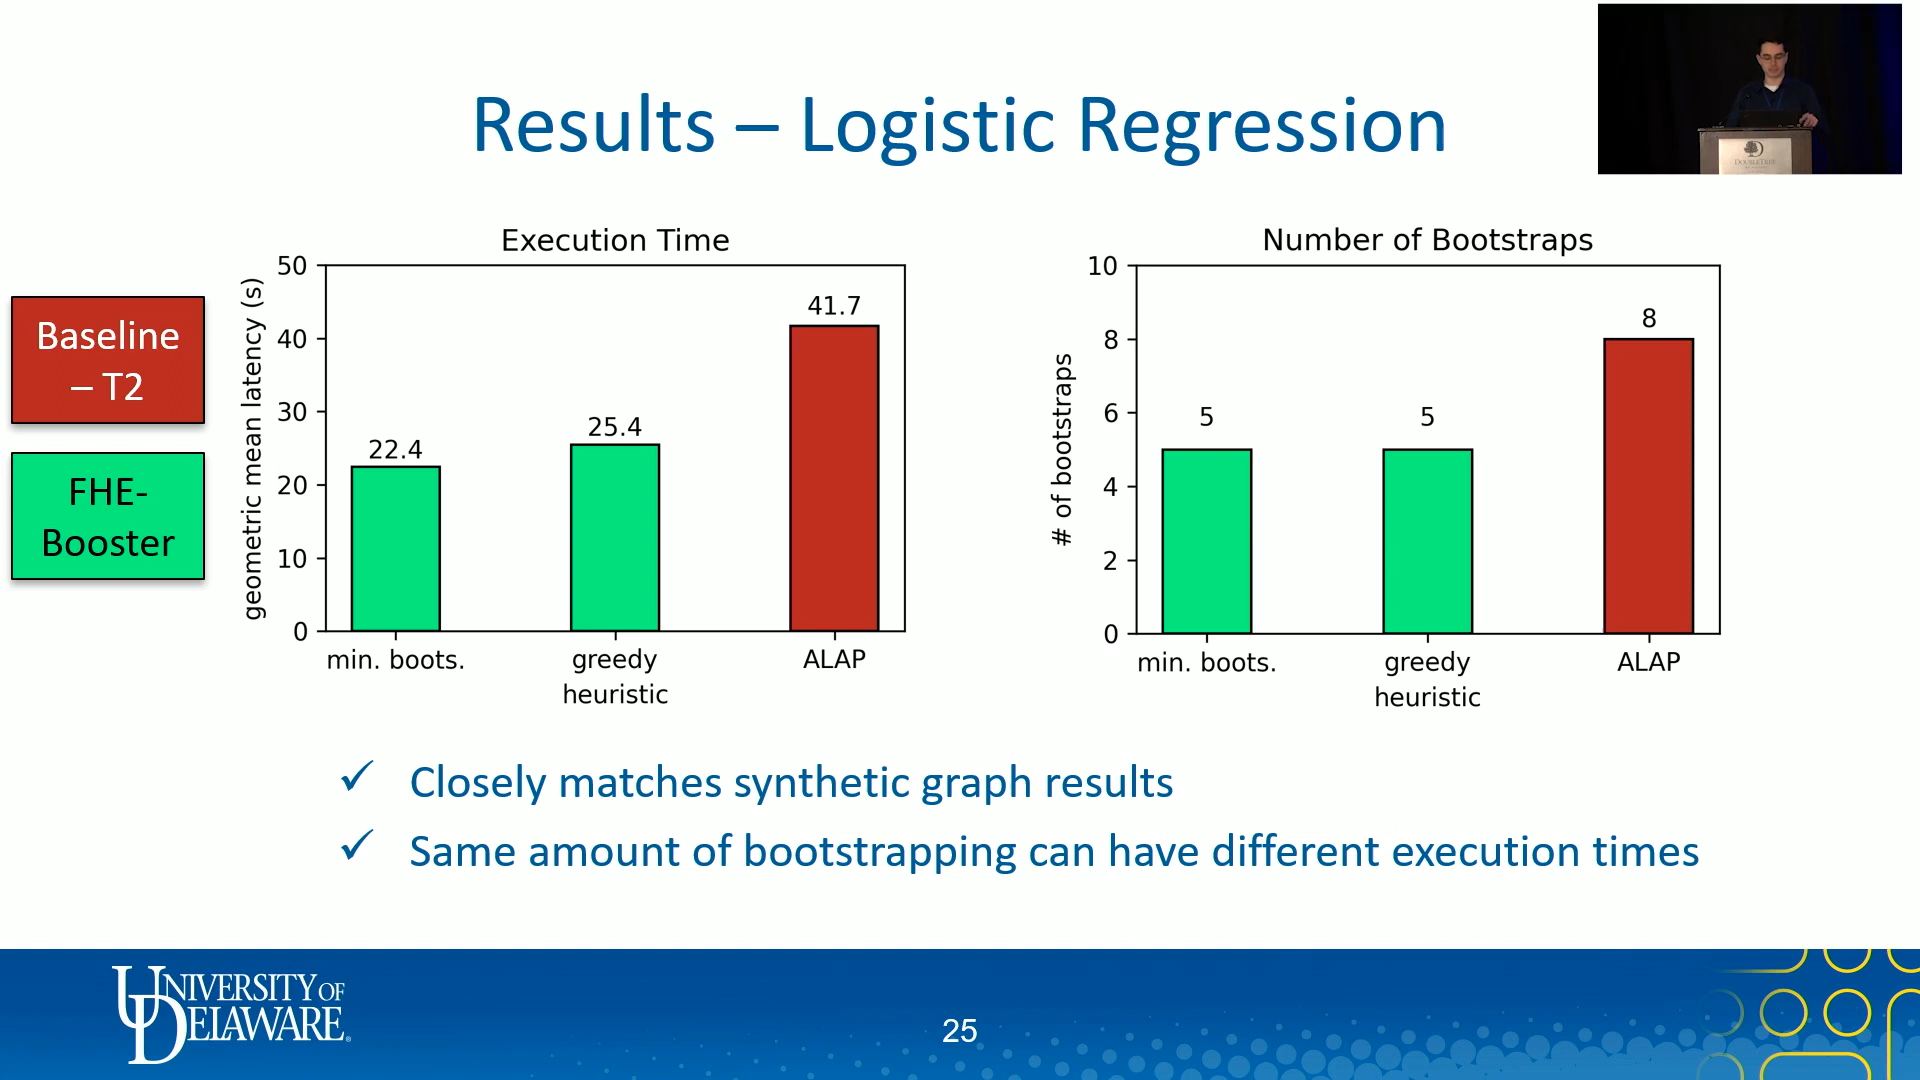 Results – Logistic Regression
DOUBLETREE
Baseline
– T2
FHE-
Booster
Execution Time
geometric mean latency (s)
50
40
30
20
10
0
22.4
25.4
41.7
min. boots.
greedy
heuristic
ALAP
Number of Bootstraps
# of bootstraps
10
8
6
4
2
0
5
5
8
min. boots.
greedy
heuristic
ALAP
✓ Closely matches synthetic graph results
✓ Same amount of bootstrapping can have different execution times
UNIVERSITY OF
DELAWARE
25